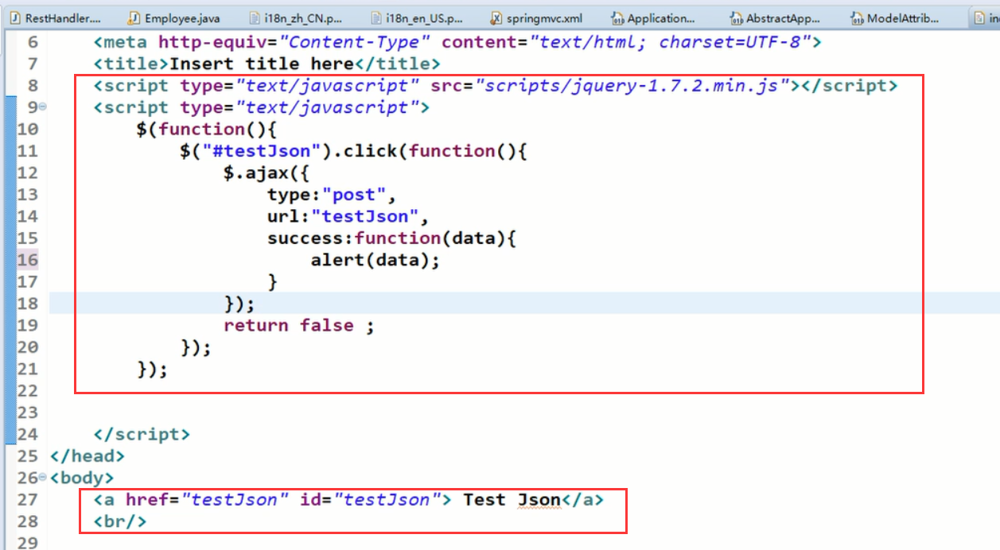 RestHandler.... Employee.java i18n_zh_CN.p... i18n_en_US.p... springmvc.xml Application... AbstractApp... ModelAttrib... in
6 <meta http-equiv="Content-Type" content="text/html; charset=UTF-8">
7 <title>Insert title here</title>
8 <script type="text/javascript" src="scripts/jquery-1.7.2.min.js"></script>
9 <script type="text/javascript">
10 $(function(){
11 $("#testJson").click(function(){
12 $.ajax({
13 type:"post",
14 url:"testJson",
15 success:function(data){
16 alert(data);
17 }
18 });
19 return false ;
20 });
21 });
22
23
24 </script>
25 </head>
26 <body>
27 <a href="testJson" id="testJson"> Test Json</a>
28 <br/>
29